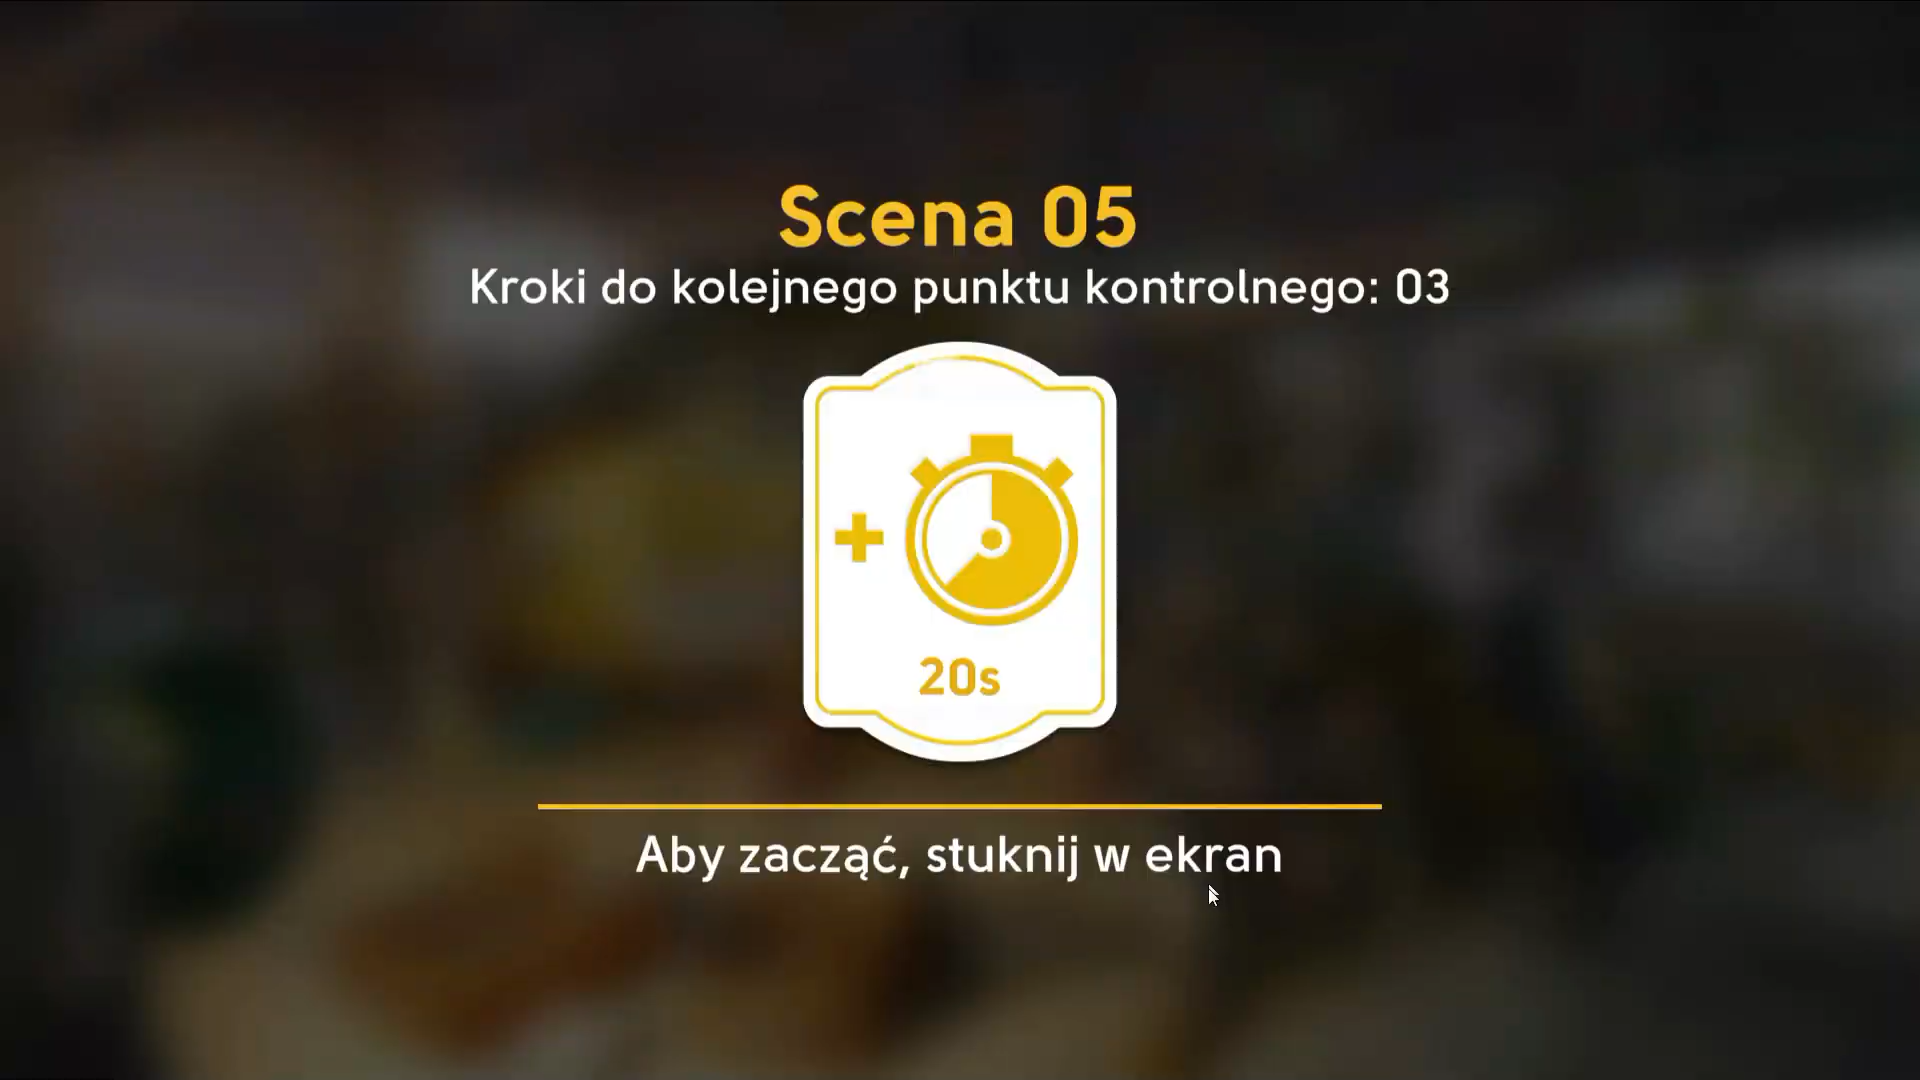 Scena 05
Kroki do kolejnego punktu kontrolnego: 03
+
20s
Aby zacząć, stuknij w ekran